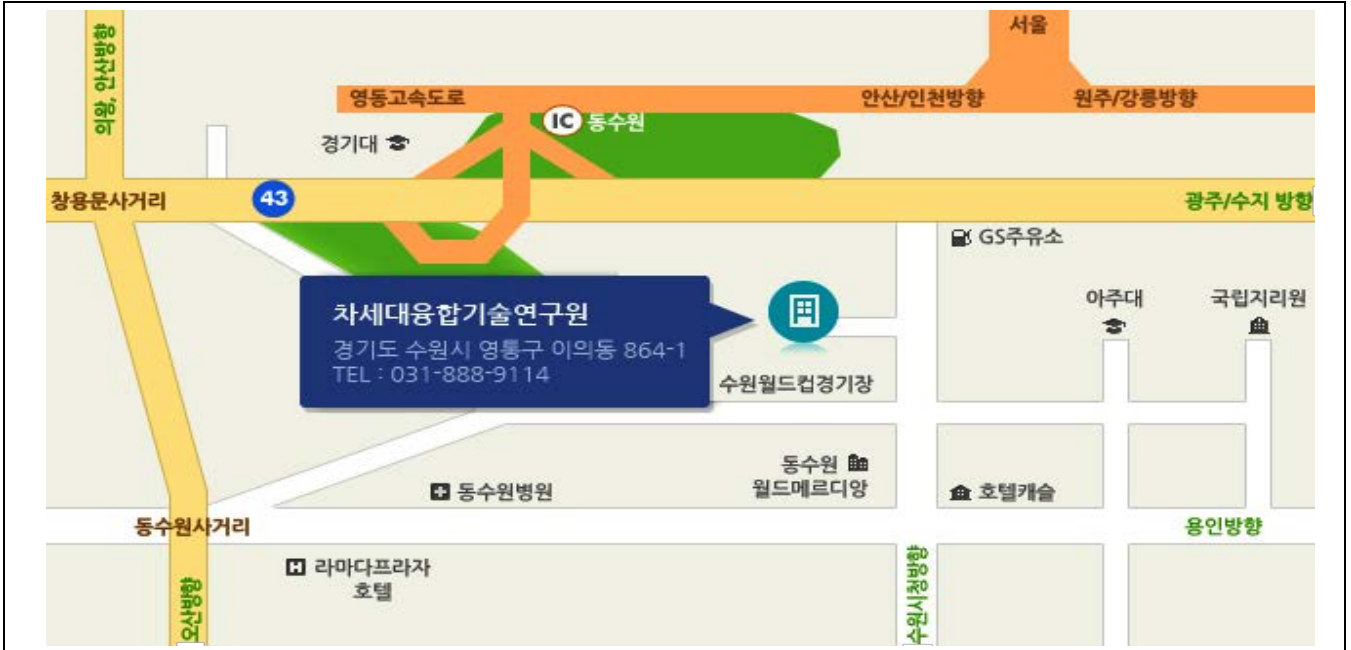 서울
의왕, 안산방향
영동고속도로
안산/인천방향
원주/강릉방향
IC 동수원
경기대
창용문사거리
43
광주/수지 방향
GS주유소
차세대융합기술연구원
경기도 수원시 영통구 이의동 864-1
TEL : 031-888-9114
아주대
국립지리원
수원월드컵경기장
동수원
월드메르디앙
동수원병원
호텔캐슬
동수원사거리
용인방향
H 라마다프라자
호텔
오산방향
수원시청방향